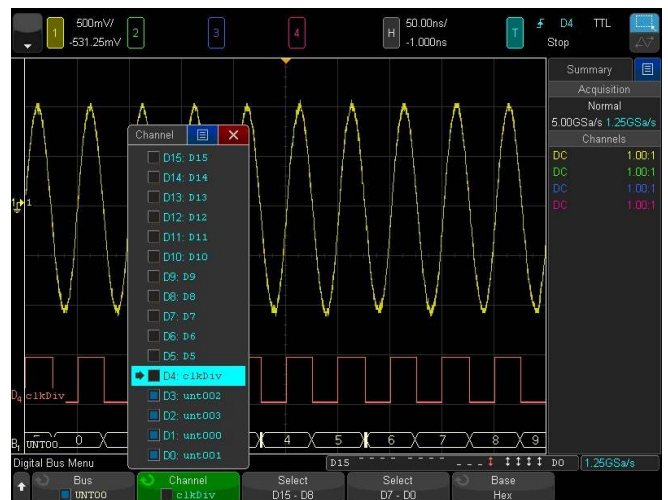 1 500mV/ 2 3 4 H 50.00ns/ T D4 TTL
-531.25mV -1.000ns Stop
Summary
Acquisition
Normal
5.00GSa/s 1.25GSa/s
Channels
DC 1.00:1
DC 1.00:1
DC 1.00:1
DC 1.00:1
Channel
D15: D15
D14: D14
D13: D13
D12: D12
D11: D11
D10: D10
D9: D9
D8: D8
D7: D7
D6: D6
D5: D5
D4: clkDiv
D3: unt002
D2: unt003
D1: unt000
D0: unt001
1 1
D4 clkDiv
B1 UNTOO 0 4 5 6 7 8 9
Digital Bus Menu D15 D0 1.25GSa/s
Bus Channel Select Select Base
UNTOO clkDiv D15 - D8 D7 - D0 Hex